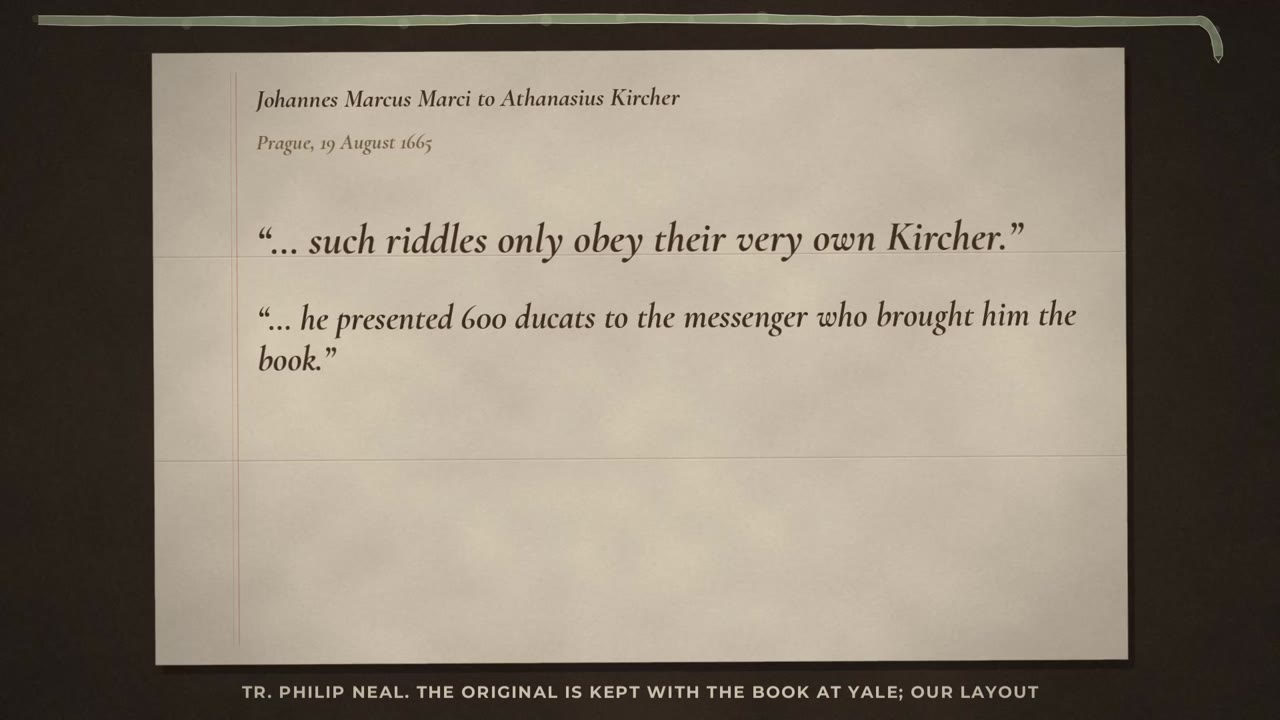 Johannes Marcus Marci to Athanasius Kircher
Prague, 19 August 1665
“... such riddles only obey their very own Kircher.”
“... he presented 600 ducats to the messenger who brought him the
book.”
TR. PHILIP NEAL. THE ORIGINAL IS KEPT WITH THE BOOK AT YALE; OUR LAYOUT